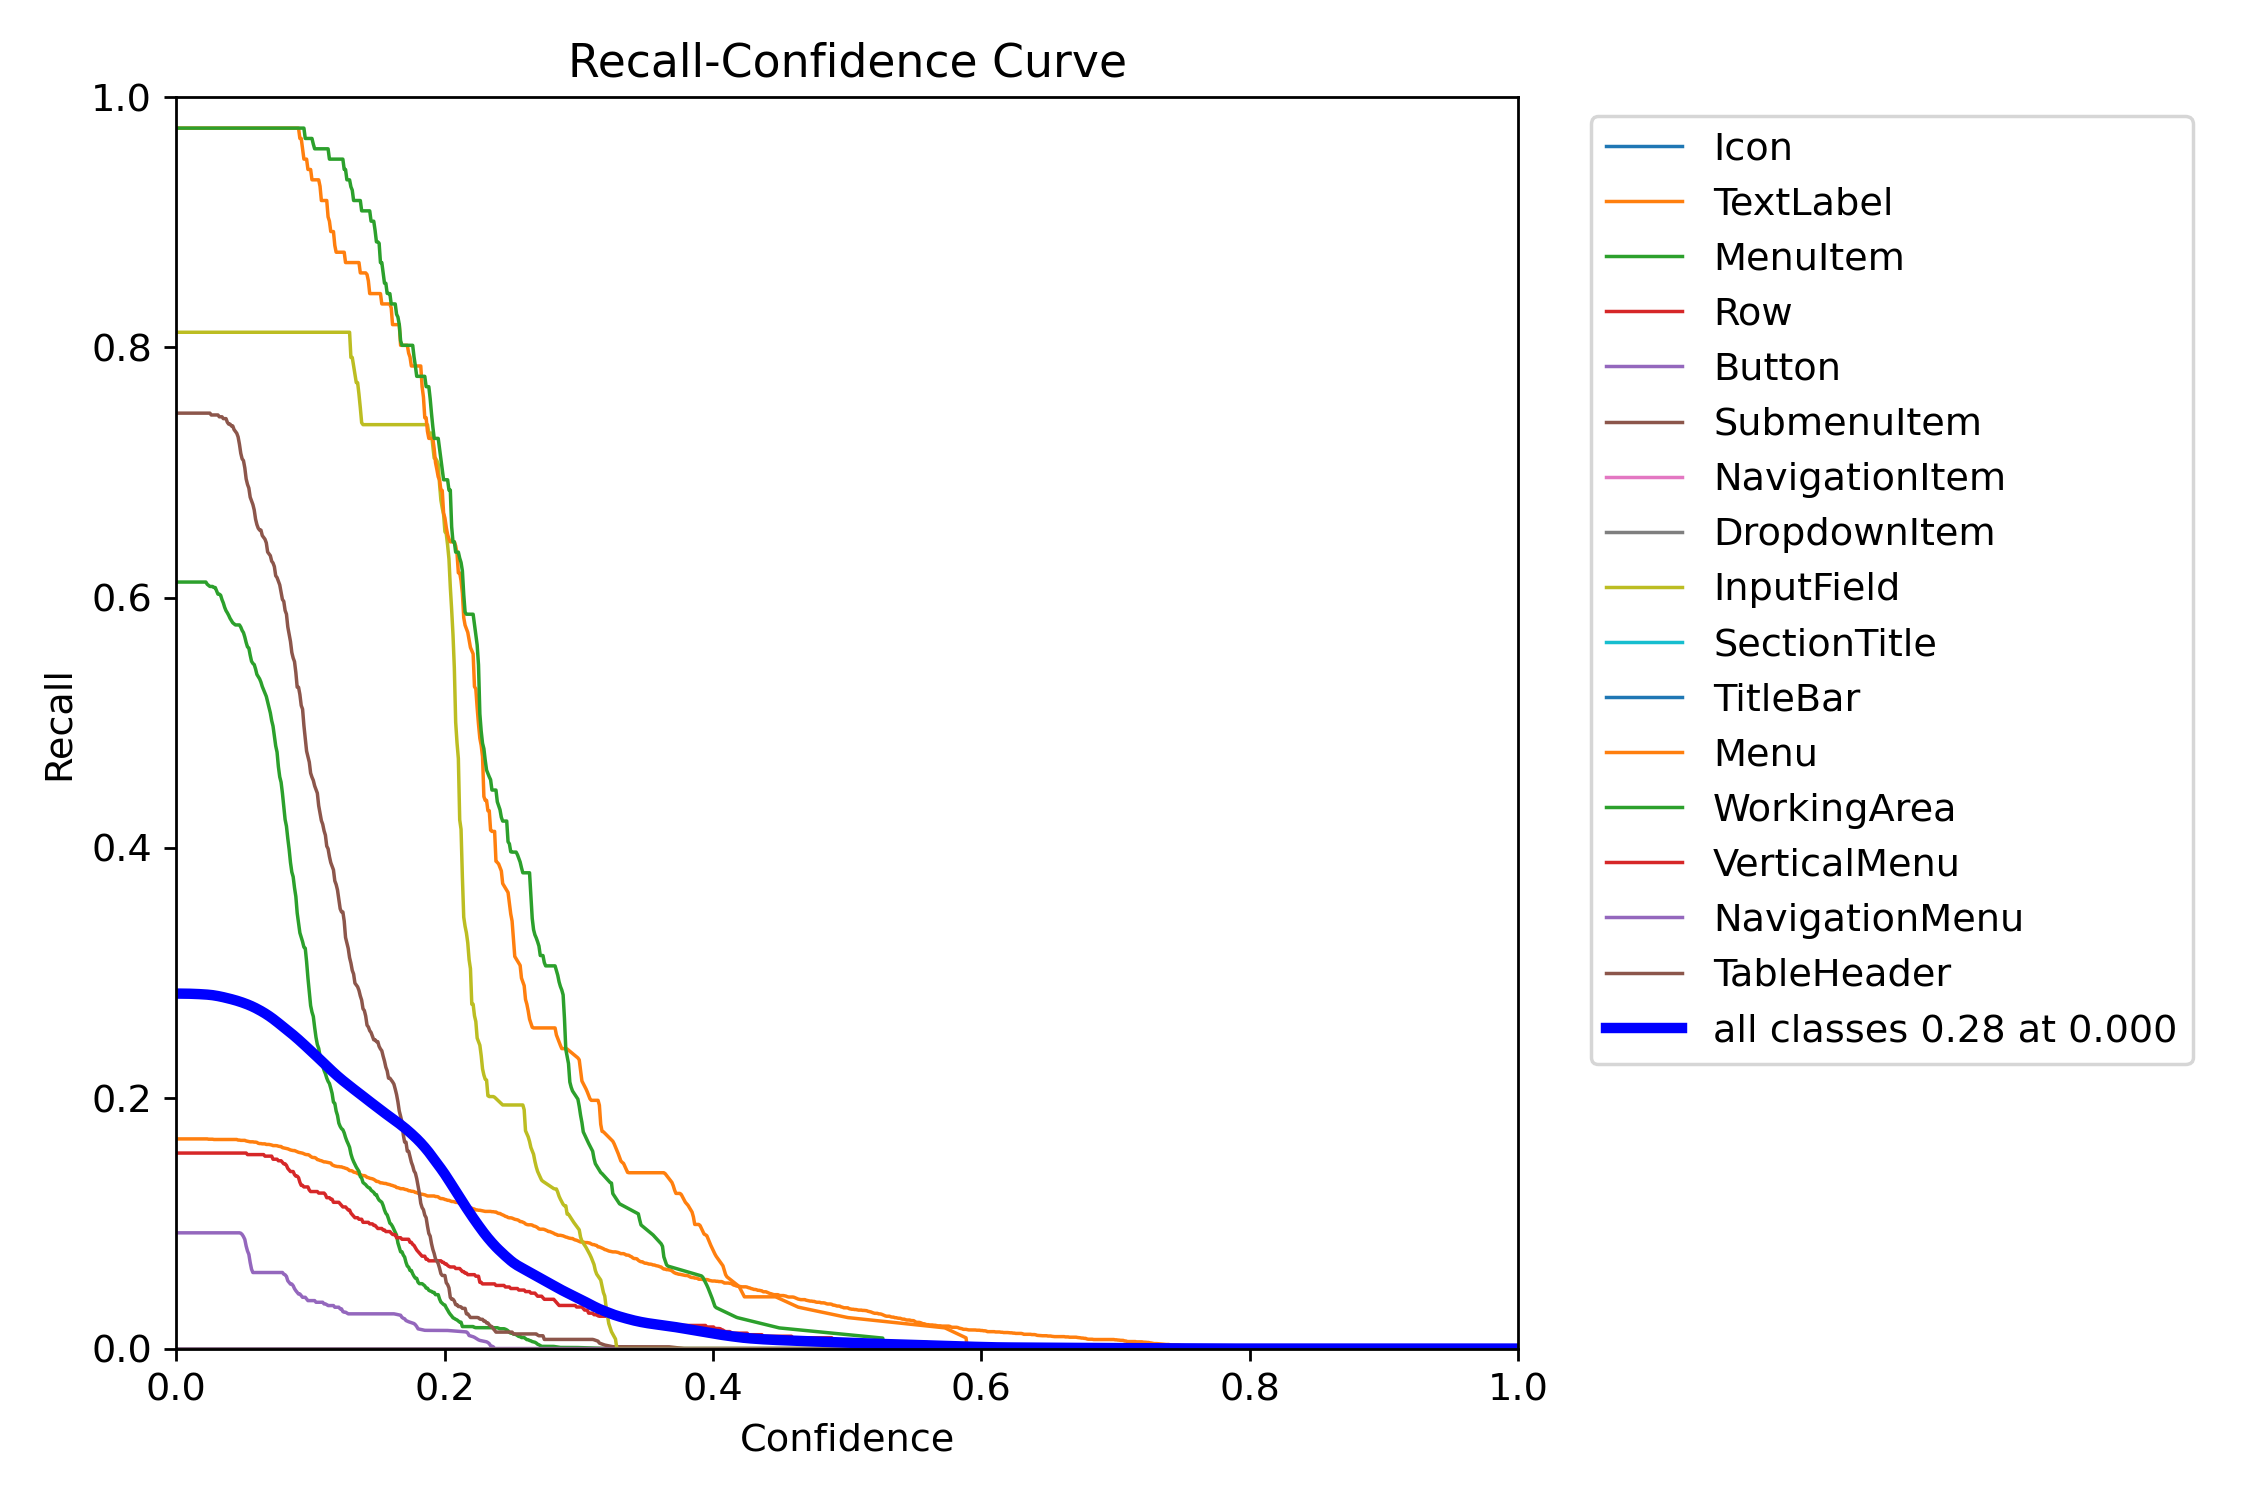 Recall-Confidence Curve
1.0
0.8
0.6
0.4
0.2
0.0
Recall
0.0 0.2 0.4 0.6 0.8 1.0
Confidence
Icon
TextLabel
MenuItem
Row
Button
SubmenuItem
NavigationItem
DropdownItem
InputField
SectionTitle
TitleBar
Menu
WorkingArea
VerticalMenu
NavigationMenu
TableHeader
all classes 0.28 at 0.000